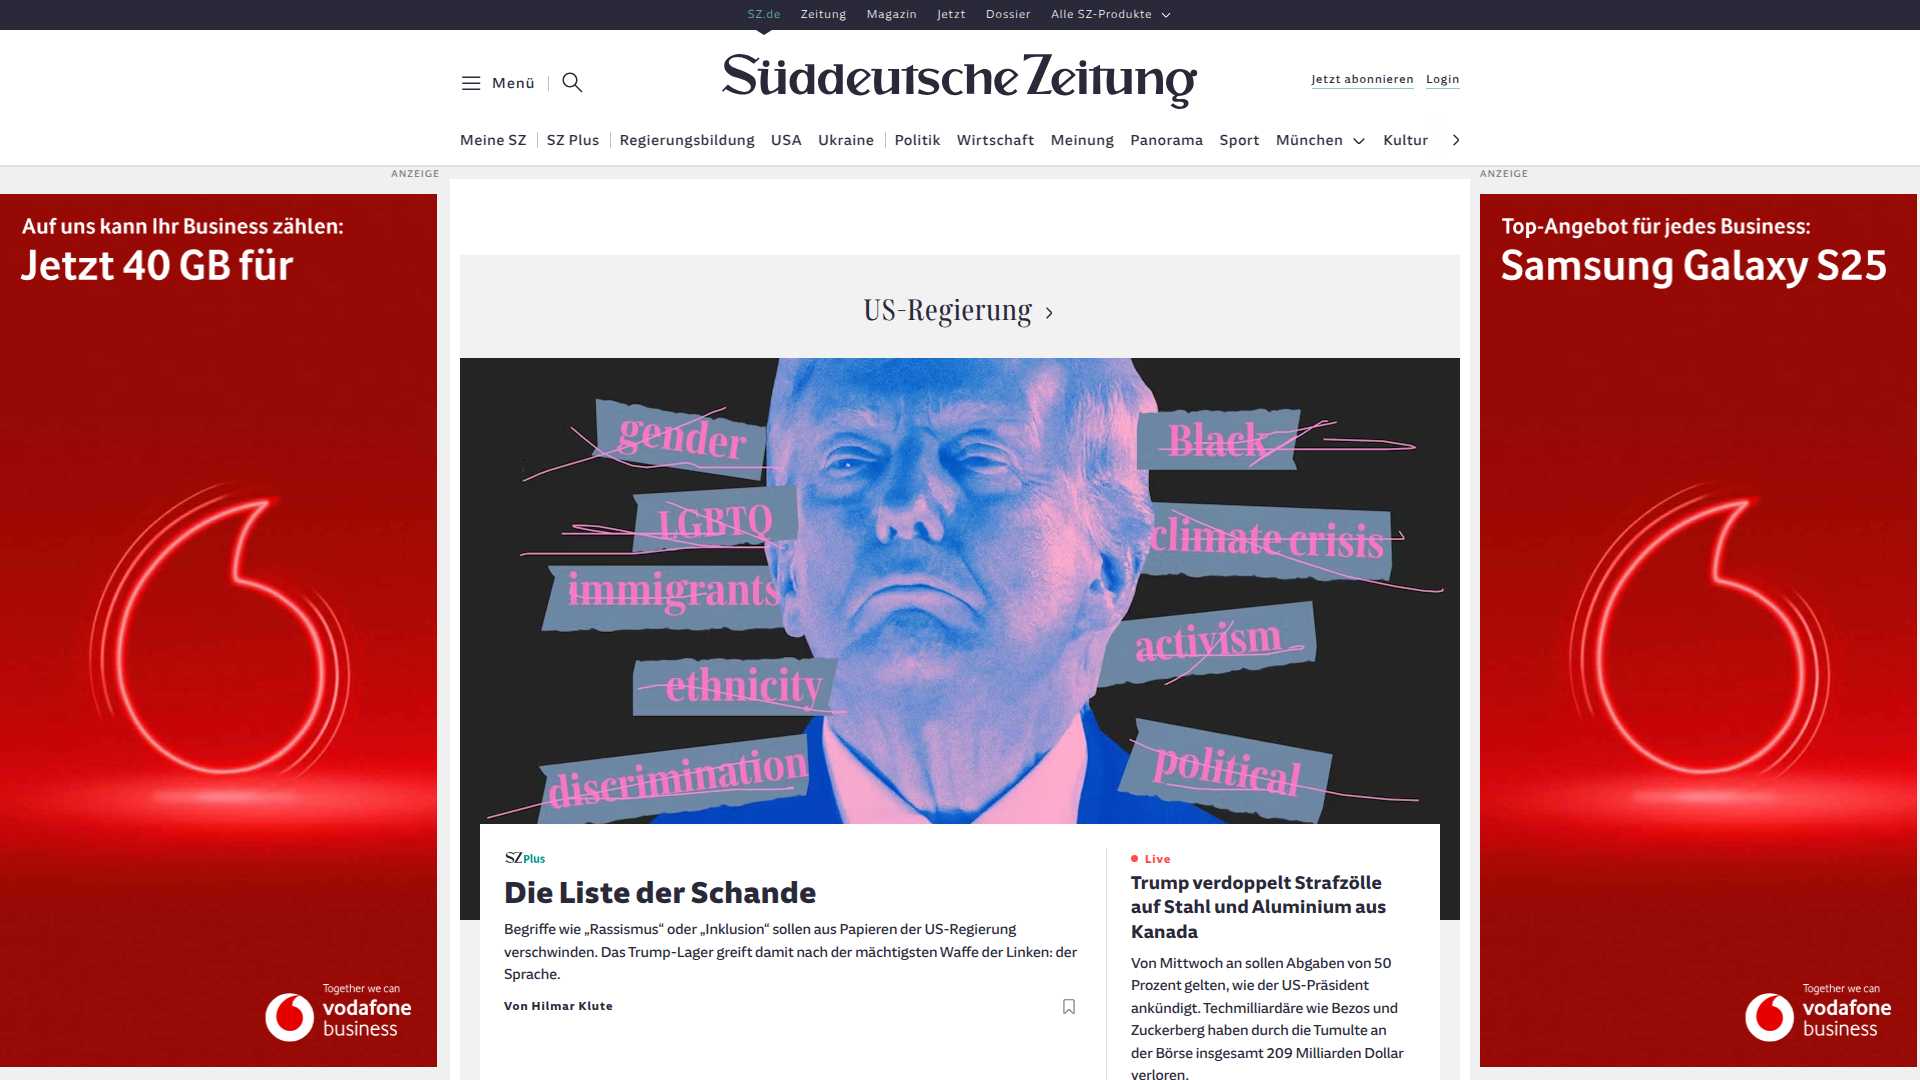 SZ.de Zeitung Magazin Jetzt Dossier Alle SZ-Produkte
Menü
Süddeutsche Zeitung
Jetzt abonnieren Login
Meine SZ SZ Plus Regierungsbildung USA Ukraine Politik Wirtschaft Meinung Panorama Sport München Kultur
ANZEIGE
Auf uns kann Ihr Business zählen:
Jetzt 40 GB für
Together we can
vodafone
business
US-Regierung
gender
LGBTQ
immigrants
ethnicity
discrimination
Black
climate crisis
activism
political
SZ Plus
Die Liste der Schande
Begriffe wie „Rassismus“ oder „Inklusion“ sollen aus Papieren der US-Regierung
verschwinden. Das Trump-Lager greift damit nach der mächtigsten Waffe der Linken: der
Sprache.
Von Hilmar Klute
Live
Trump verdoppelt Strafzölle
auf Stahl und Aluminium aus
Kanada
Von Mittwoch an sollen Abgaben von 50
Prozent gelten, wie der US-Präsident
ankündigt. Techmilliardäre wie Bezos und
Zuckerberg haben durch die Tumulte an
der Börse insgesamt 209 Milliarden Dollar
verloren.
ANZEIGE
Top-Angebot für jedes Business:
Samsung Galaxy S25
Together we can
vodafone
business